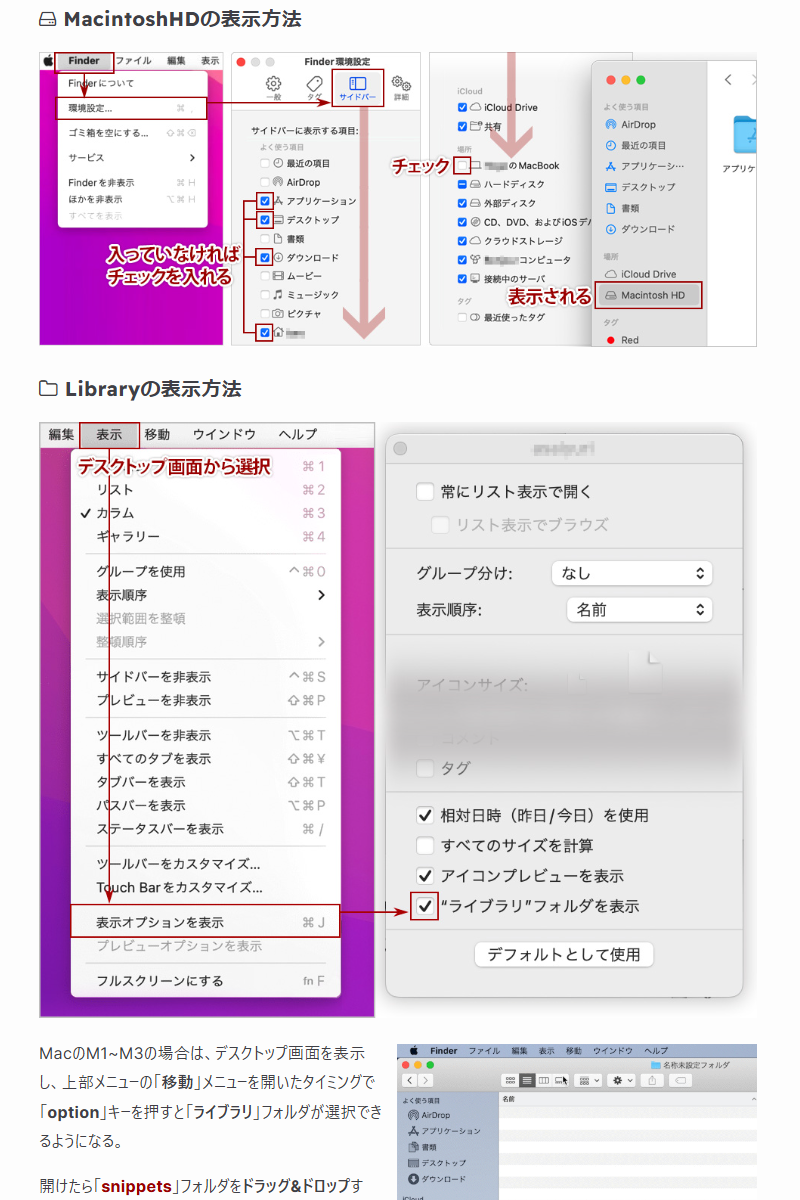 MacintoshHDの表示方法
Finder ファイル 編集 表示
Finderについて
環境設定... ⌘ ,
ゴミ箱を空にする...
サービス
Finderを非表示 ⌘ H
ほかを非表示 ⌥⌘ H
すべてを表示
入っていなければ
チェックを入れる
Finder環境設定
一般 タグ サイドバー 詳細
サイドバーに表示する項目:
よく使う項目
最近の項目
AirDrop
アプリケーション
デスクトップ
書類
ダウンロード
ムービー
ミュージック
ピクチャ
iCloud
iCloud Drive
共有
場所
チェック
のMacBook
ハードディスク
外部ディスク
CD、DVD、およびiOSデ
クラウドストレージ
コンピュータ
接続中のサーバ
タグ
最近使ったタグ
表示される
よく使う項目
AirDrop
最近の項目
アプリケーシ…
デスクトップ
書類
ダウンロード
場所
iCloud Drive
Macintosh HD
タグ
Red
アプリケ
Libraryの表示方法
編集 表示 移動 ウインドウ ヘルプ
デスクトップ画面から選択 ⌘1
リスト ⌘2
✓ カラム ⌘3
ギャラリー ⌘4
グループを使用 ^⌘0
表示順序
選択範囲を整頓
整頓順序
サイドバーを非表示 ^⌘S
プレビューを非表示 ⇧⌘P
ツールバーを非表示 ⌥⌘T
すべてのタブを表示 ⇧⌘¥
タブバーを表示 ⇧⌘T
パスバーを表示 ⌥⌘P
ステータスバーを表示 ⌘/
ツールバーをカスタマイズ...
Touch Barをカスタマイズ...
表示オプションを表示 ⌘J
プレビューオプションを表示
フルスクリーンにする fn F
常にリスト表示で開く
リスト表示でブラウズ
グループ分け: なし
表示順序: 名前
アイコンサイズ:
コメント
タグ
相対日時（昨日/今日）を使用
すべてのサイズを計算
アイコンプレビューを表示
“ライブラリ”フォルダを表示
デフォルトとして使用
MacのM1~M3の場合は、デスクトップ画面を表示
し、上部メニューの「移動」メニューを開いたタイミングで
「option」キーを押すと「ライブラリ」フォルダが選択でき
るようになる。
開けたら「snippets」フォルダをドラッグ&ドロップす
Finder ファイル 編集 表示 移動 ウインドウ ヘルプ
名称未設定フォルダ
よく使う項目
AirDrop
アプリケーション
書類
デスクトップ
ダウンロード
iCloud
名前